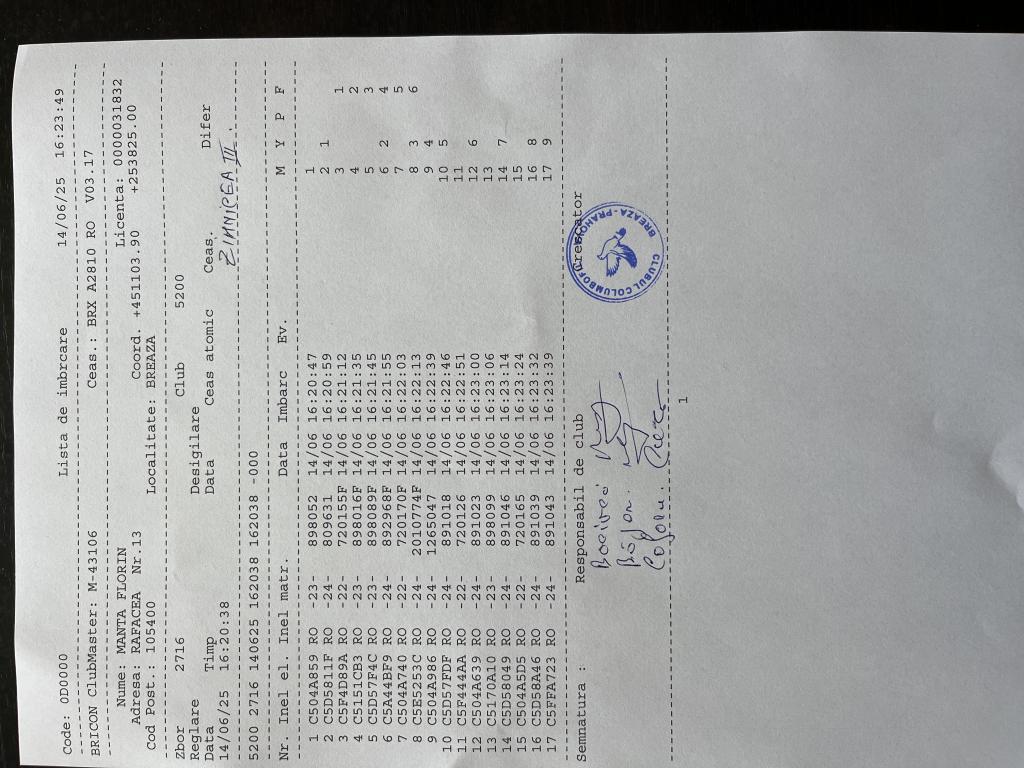 Code: 0D0000 Lista de imbrcare 14/06/25 16:23:49
BRICON ClubMaster: M-43106 Ceas.: BRX A2810 RO V03.17
Nume: MANTA FLORIN Licenta: 0000031832
Adresa: RAFACEA Nr.13 Coord. +451103.90 +253825.00
Cod Post.: 105400 Localitate: BREAZA
Zbor 2716 Club 5200
Reglare Desigilare
Data Timp Data Ceas atomic Ceas. Difer
14/06/25 16:20:38 ZIMNICEA III.
5200 2716 140625 162038 162038 -000
Nr. Inel el. Inel matr. Data Imbarc Ev. M Y P F
1 C504A859 RO -23- 898052 14/06 16:20:47 1
2 C5D5811F RO -24- 809631 14/06 16:20:59 2 1
3 C5F4D89A RO -22- 720155F 14/06 16:21:12 3 1
4 C5151CB3 RO -23- 898016F 14/06 16:21:35 4 2
5 C5D57F4C RO -23- 898089F 14/06 16:21:45 5 3
6 C5A44BF9 RO -24- 892968F 14/06 16:21:55 6 2 4
7 C504A740 RO -22- 720170F 14/06 16:22:03 7 5
8 C5E5253C RO -24- 2010774F 14/06 16:22:13 8 3 6
9 C504A986 RO -24- 1265047 14/06 16:22:39 9 4
10 C5D57FDF RO -24- 891018 14/06 16:22:46 10 5
11 C5F444AA RO -22- 720126 14/06 16:22:51 11
12 C504A639 RO -24- 891023 14/06 16:23:00 12 6
13 C5170A10 RO -23- 898099 14/06 16:23:06 13
14 C5D58049 RO -24- 891046 14/06 16:23:14 14 7
15 C504A5D5 RO -22- 720165 14/06 16:23:24 15
16 C5D58A46 RO -24- 891039 14/06 16:23:32 16 8
17 C5FFA723 RO -24- 891043 14/06 16:23:39 17 9
Semnatura : Responsabil de club Crescator
CLUBUL COLUMBOFIL BREAZA-PRAHOVA
1